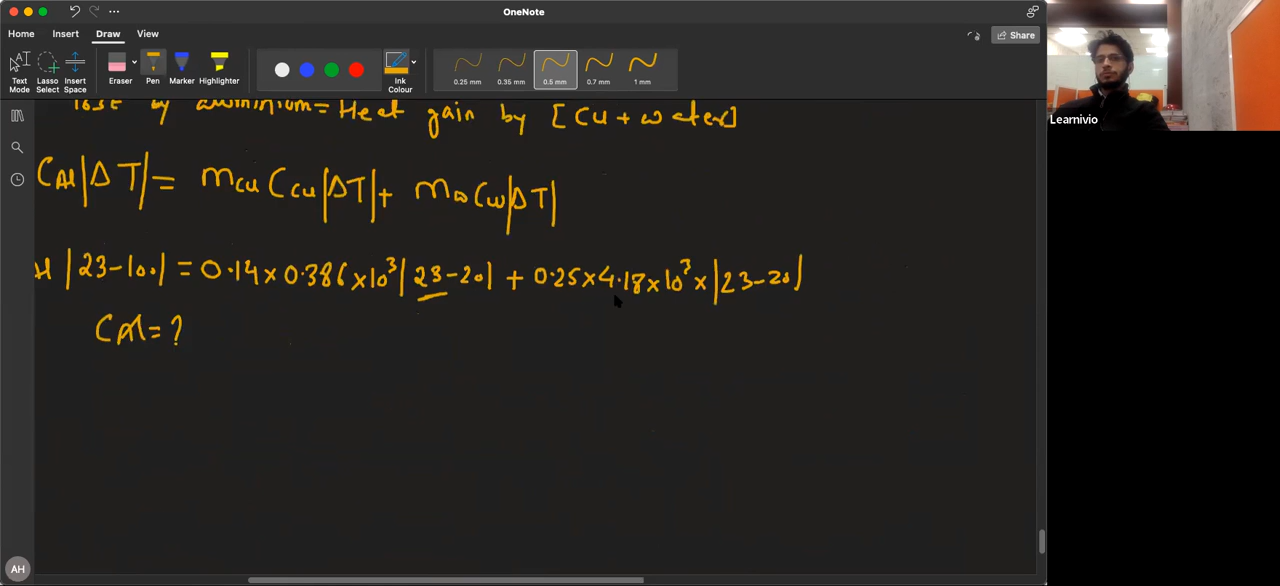 OneNote
Home Insert Draw View
Share
Text Mode Lasso Select Insert Space Eraser Pen Marker Highlighter Ink Colour 0.25 mm 0.35 mm 0.5 mm 0.7 mm 1 mm
Learnivio
by Aluminium = Heat gain by [Cu + water]
CAl|ΔT| = mcu Ccu|ΔT| + mw Cw|ΔT|
|23-100| = 0.14 × 0.386 × 10³|23-20| + 0.25 × 4.18 × 10³ × |23-20|
CAl = ?
AH